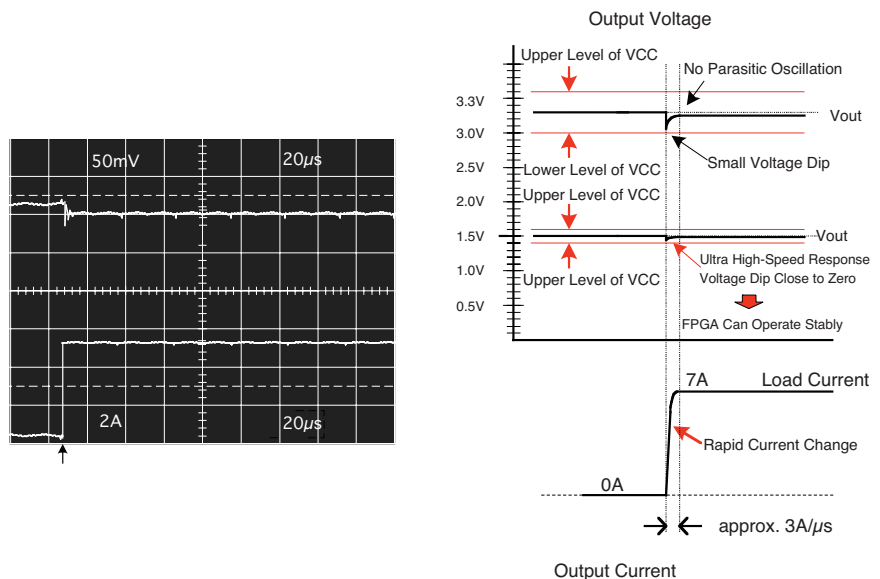 50mV 20µs
2A 20µs
Output Voltage
Upper Level of VCC
No Parasitic Oscillation
3.3V
Vout
3.0V
Small Voltage Dip
2.5V
Lower Level of VCC
Upper Level of VCC
2.0V
1.5V
Vout
Ultra High-Speed Response
Voltage Dip Close to Zero
1.0V
Upper Level of VCC
0.5V
FPGA Can Operate Stably
7A
Load Current
Rapid Current Change
0A
approx. 3A/µs
Output Current